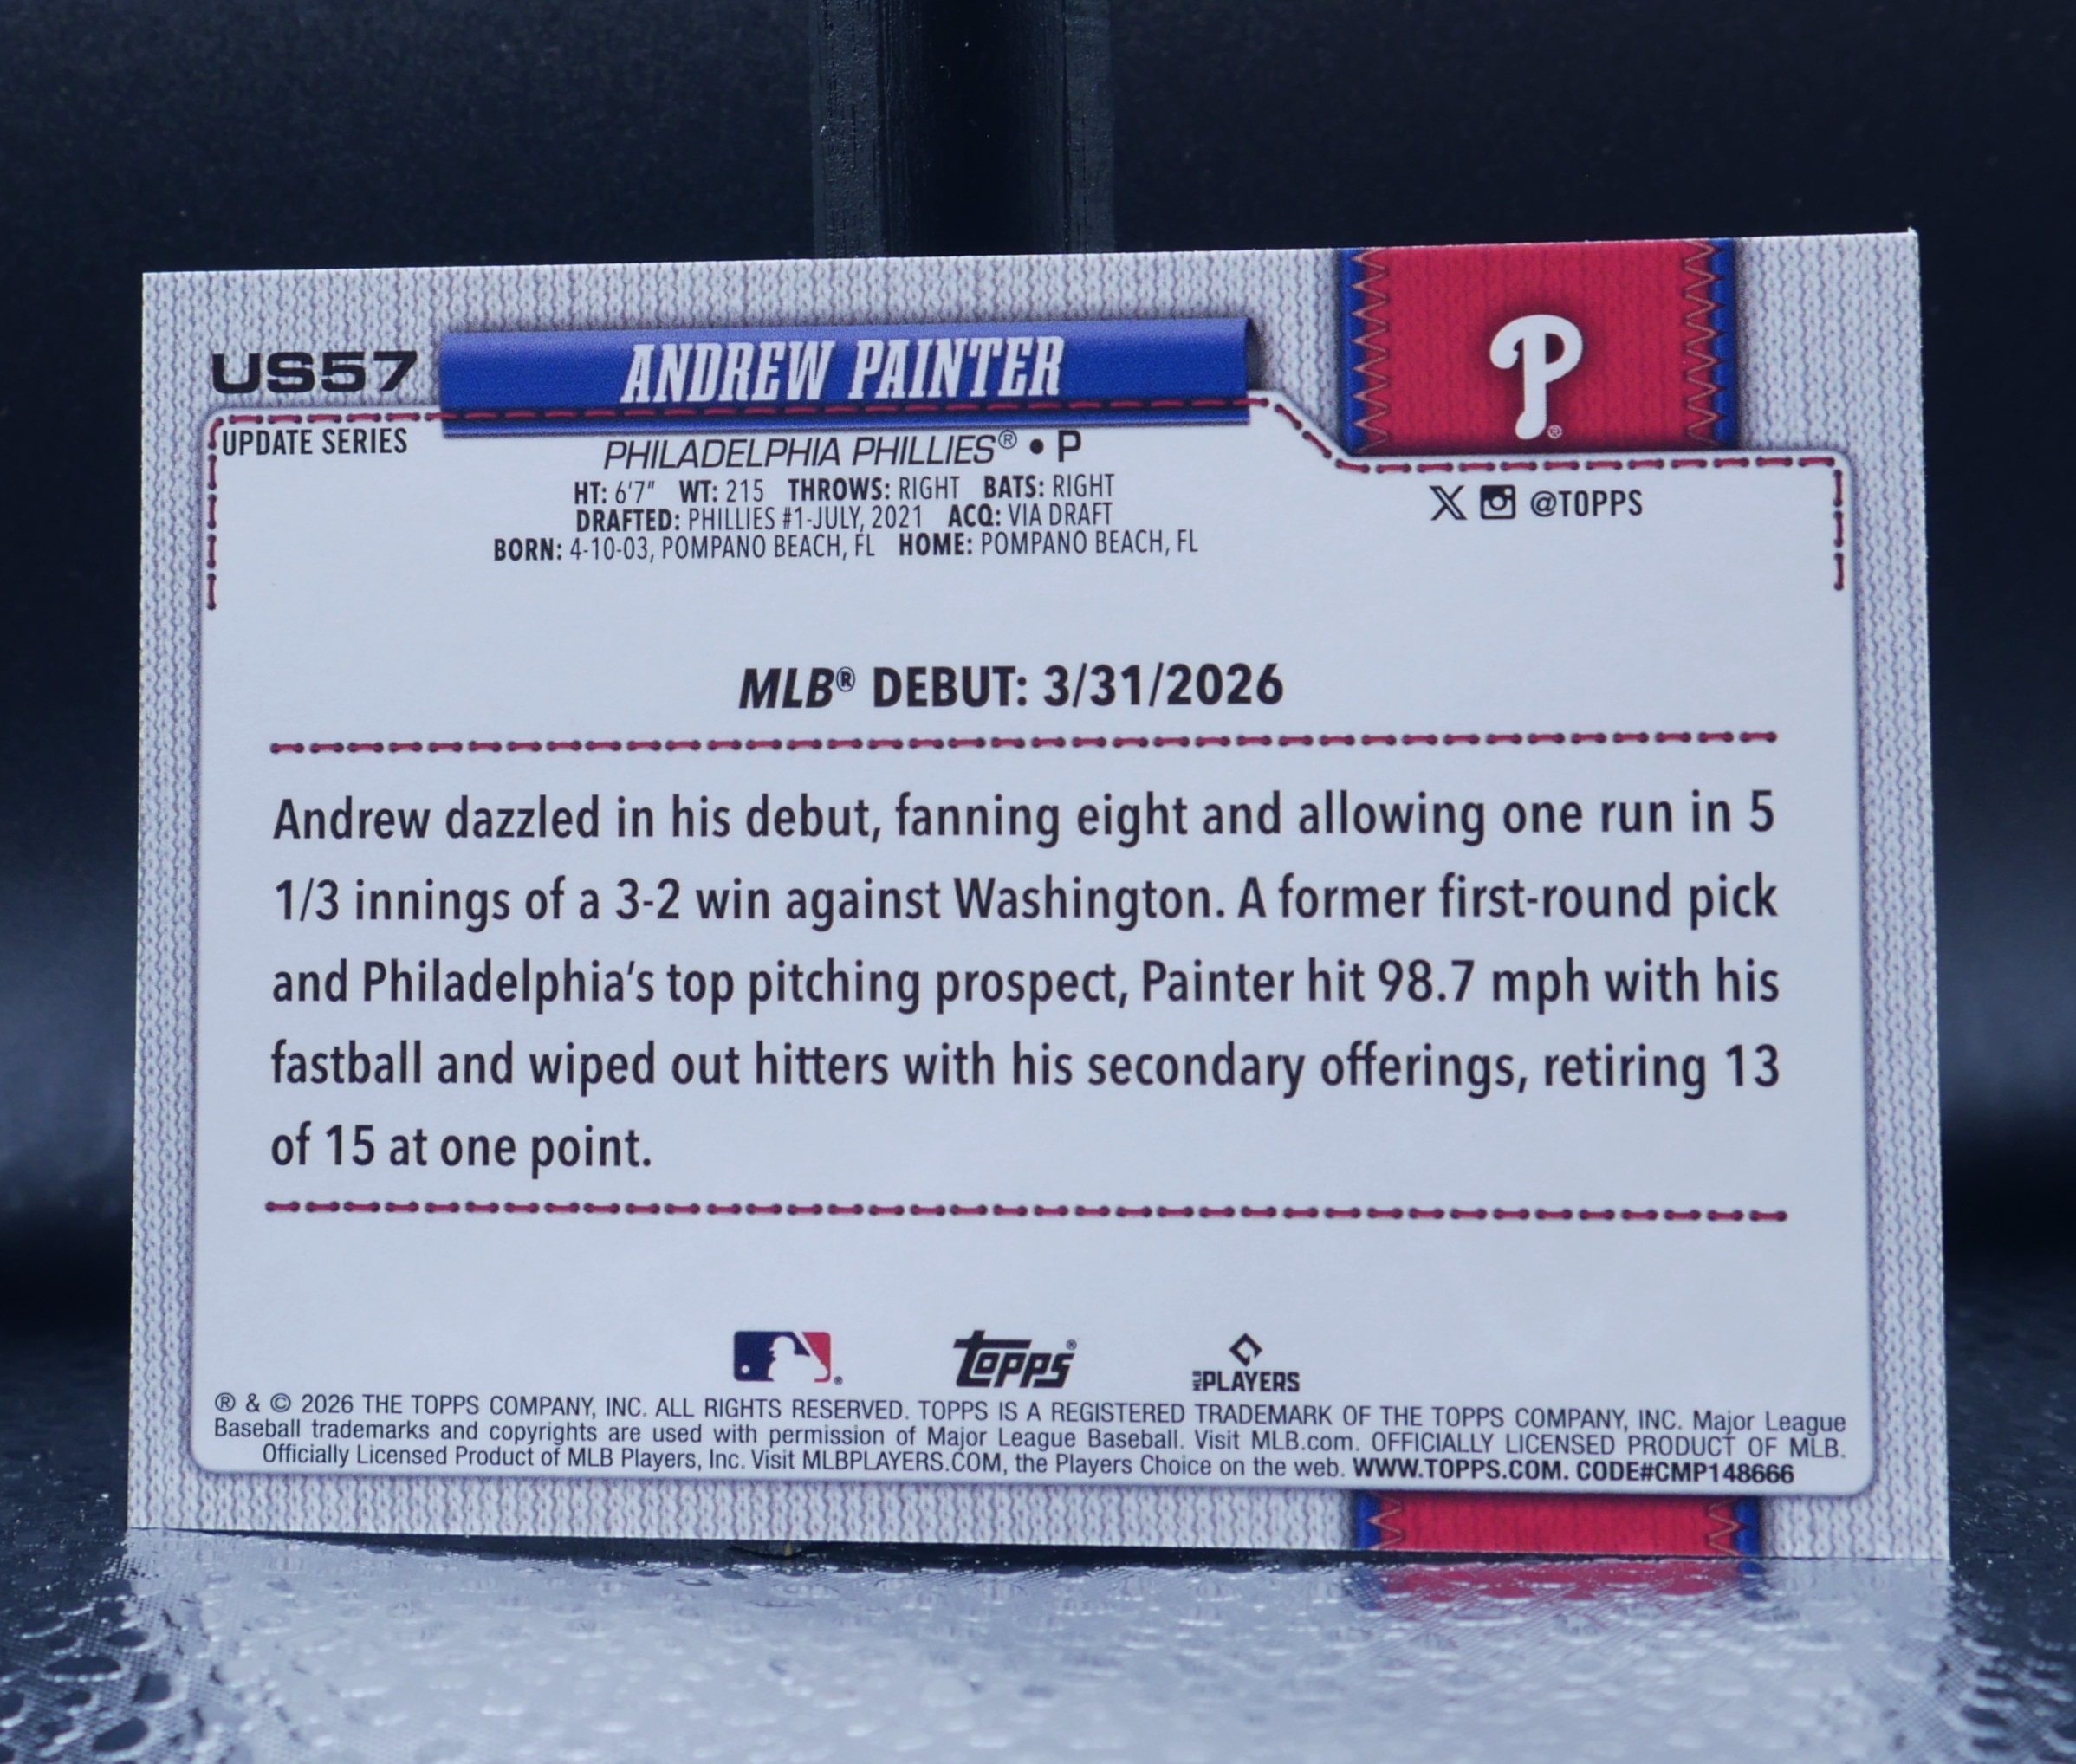 US57
ANDREW PAINTER
UPDATE SERIES
PHILADELPHIA PHILLIES® • P
HT: 6'7" WT: 215 THROWS: RIGHT BATS: RIGHT
DRAFTED: PHILLIES #1-JULY, 2021 ACQ: VIA DRAFT
BORN: 4-10-03, POMPANO BEACH, FL HOME: POMPANO BEACH, FL
P®
X @TOPPS
MLB® DEBUT: 3/31/2026
Andrew dazzled in his debut, fanning eight and allowing one run in 5
1/3 innings of a 3-2 win against Washington. A former first-round pick
and Philadelphia's top pitching prospect, Painter hit 98.7 mph with his
fastball and wiped out hitters with his secondary offerings, retiring 13
of 15 at one point.
Topps®
MLB PLAYERS
® & © 2026 THE TOPPS COMPANY, INC. ALL RIGHTS RESERVED. TOPPS IS A REGISTERED TRADEMARK OF THE TOPPS COMPANY, INC. Major League
Baseball trademarks and copyrights are used with permission of Major League Baseball. Visit MLB.com. OFFICIALLY LICENSED PRODUCT OF MLB.
Officially Licensed Product of MLB Players, Inc. Visit MLBPLAYERS.COM, the Players Choice on the web. WWW.TOPPS.COM. CODE#CMP148666